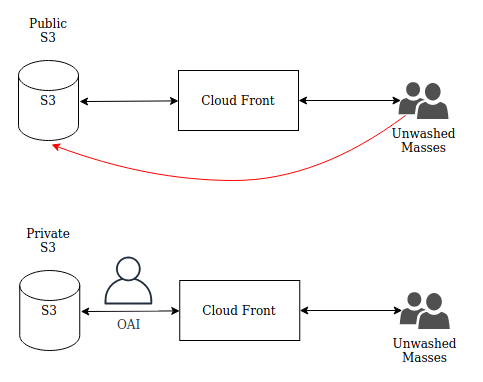 Public
S3
S3
Cloud Front
Unwashed
Masses
Private
S3
S3
OAI
Cloud Front
Unwashed
Masses